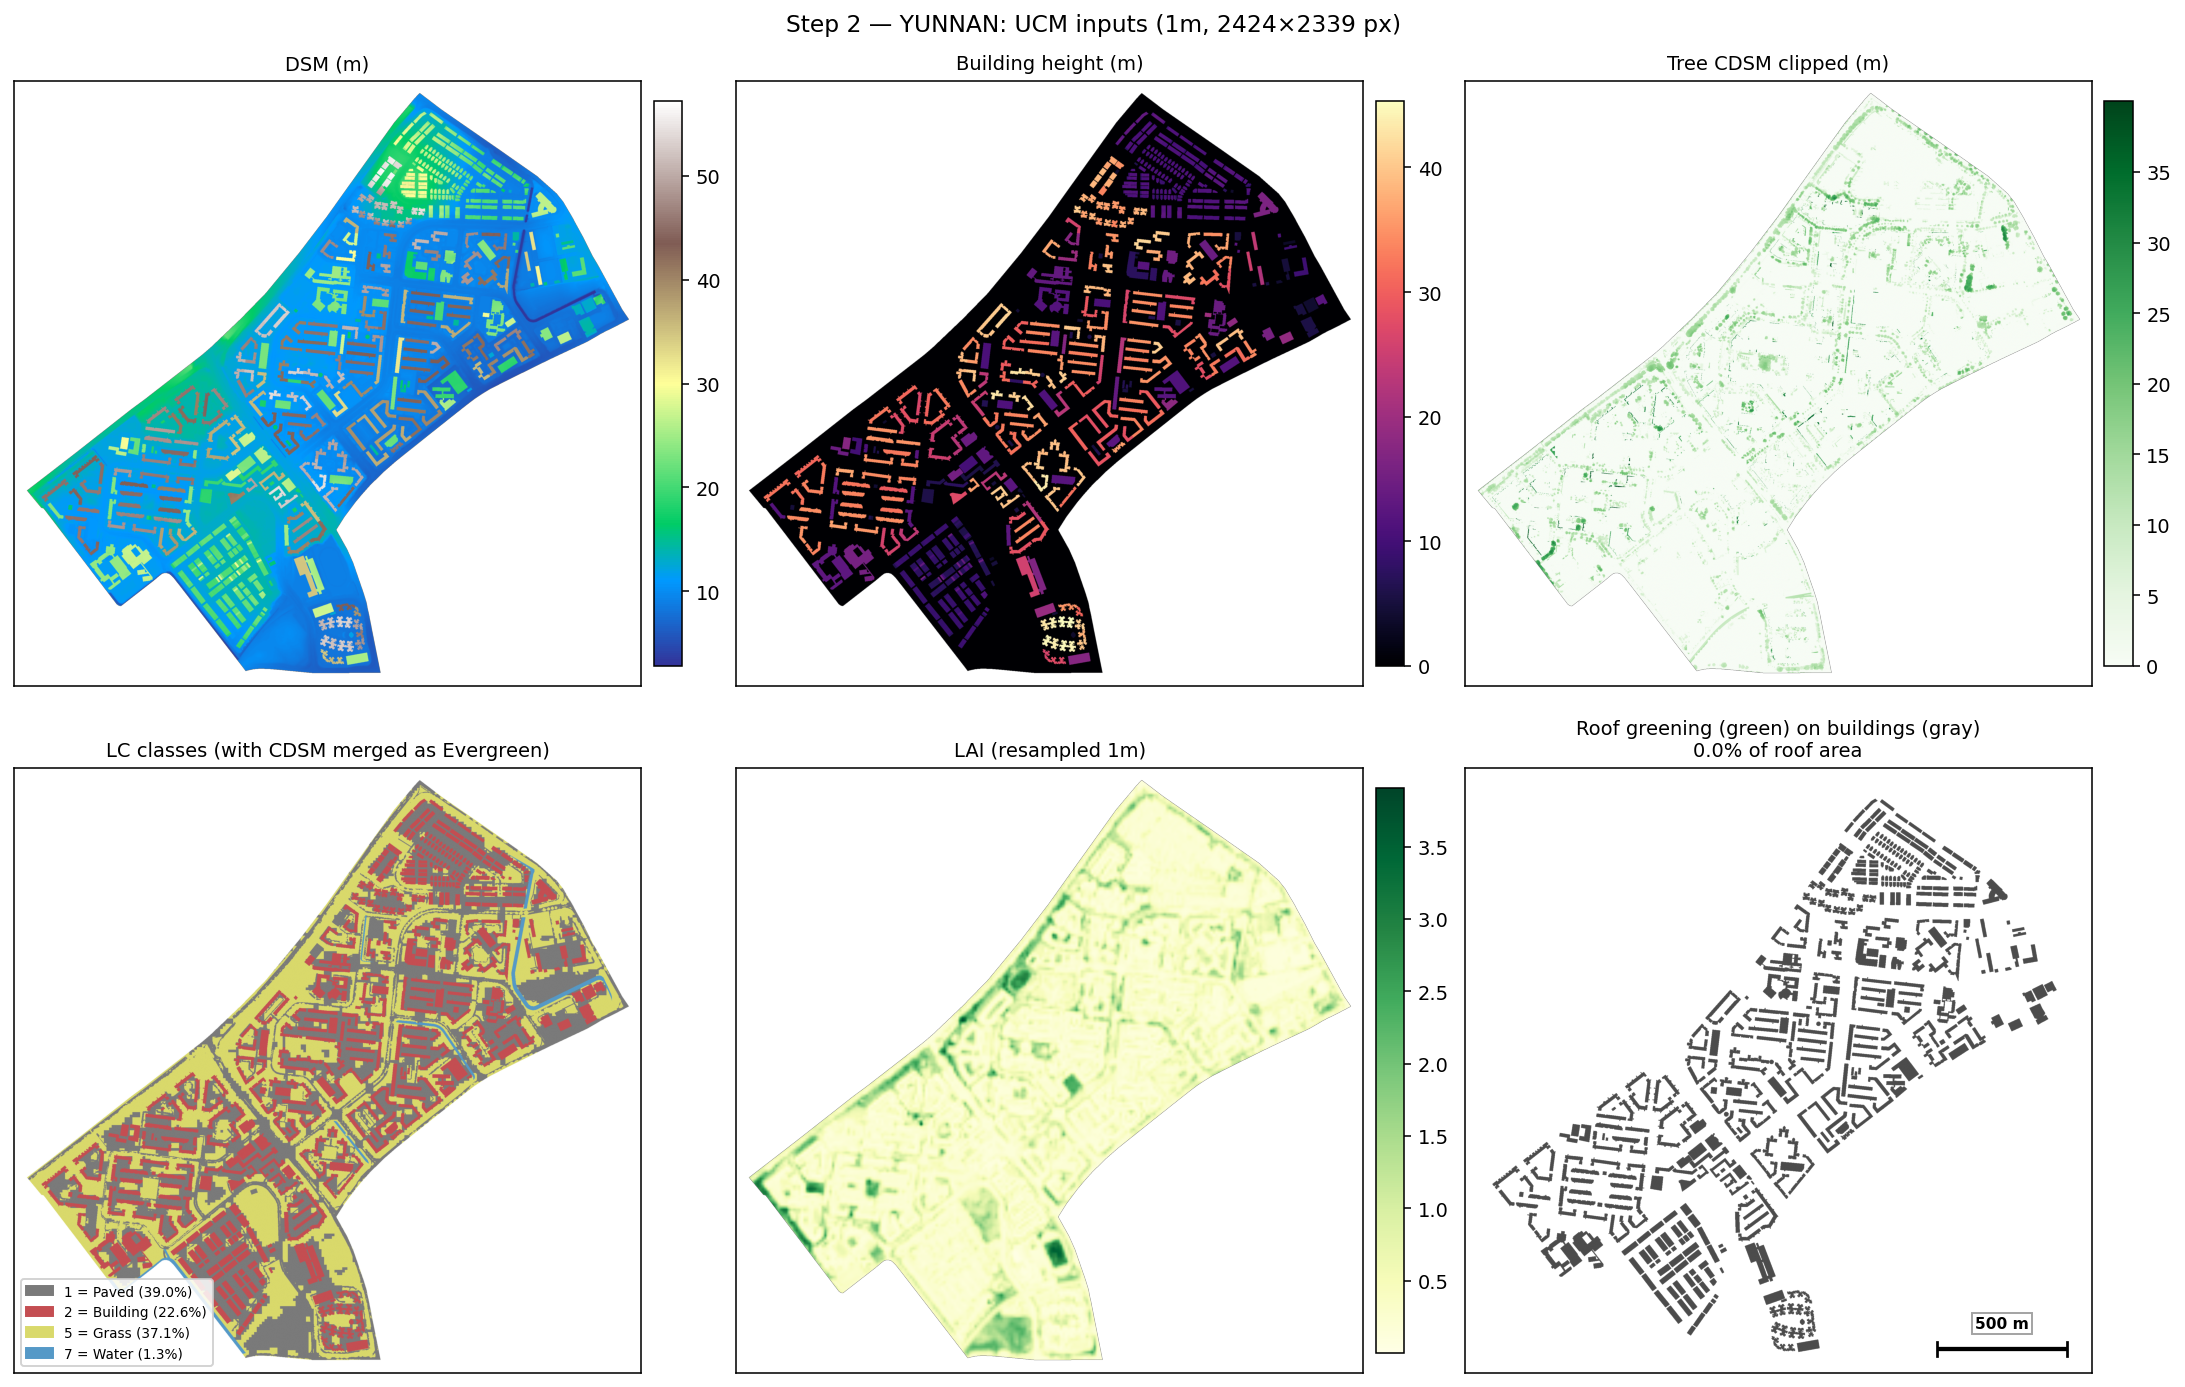 Step 2 — YUNNAN: UCM inputs (1m, 2424×2339 px)
DSM (m)
50
40
30
20
10
Building height (m)
40
30
20
10
0
Tree CDSM clipped (m)
35
30
25
20
15
10
5
0
LC classes (with CDSM merged as Evergreen)
1 = Paved (39.0%)
2 = Building (22.6%)
5 = Grass (37.1%)
7 = Water (1.3%)
LAI (resampled 1m)
3.5
3.0
2.5
2.0
1.5
1.0
0.5
Roof greening (green) on buildings (gray)
0.0% of roof area
500 m